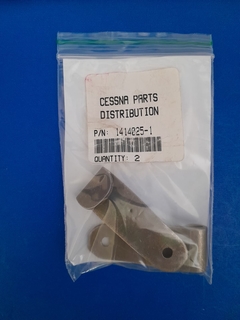 CESSNA PARTS
DISTRIBUTION
P/N: 1414025-1
QUANTITY: 2